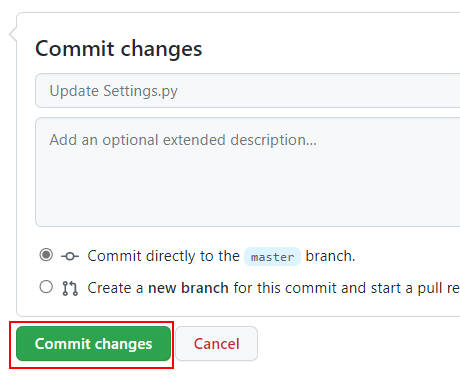 Commit changes
Update Settings.py
Add an optional extended description...
Commit directly to the master branch.
Create a new branch for this commit and start a pull re
Commit changes
Cancel